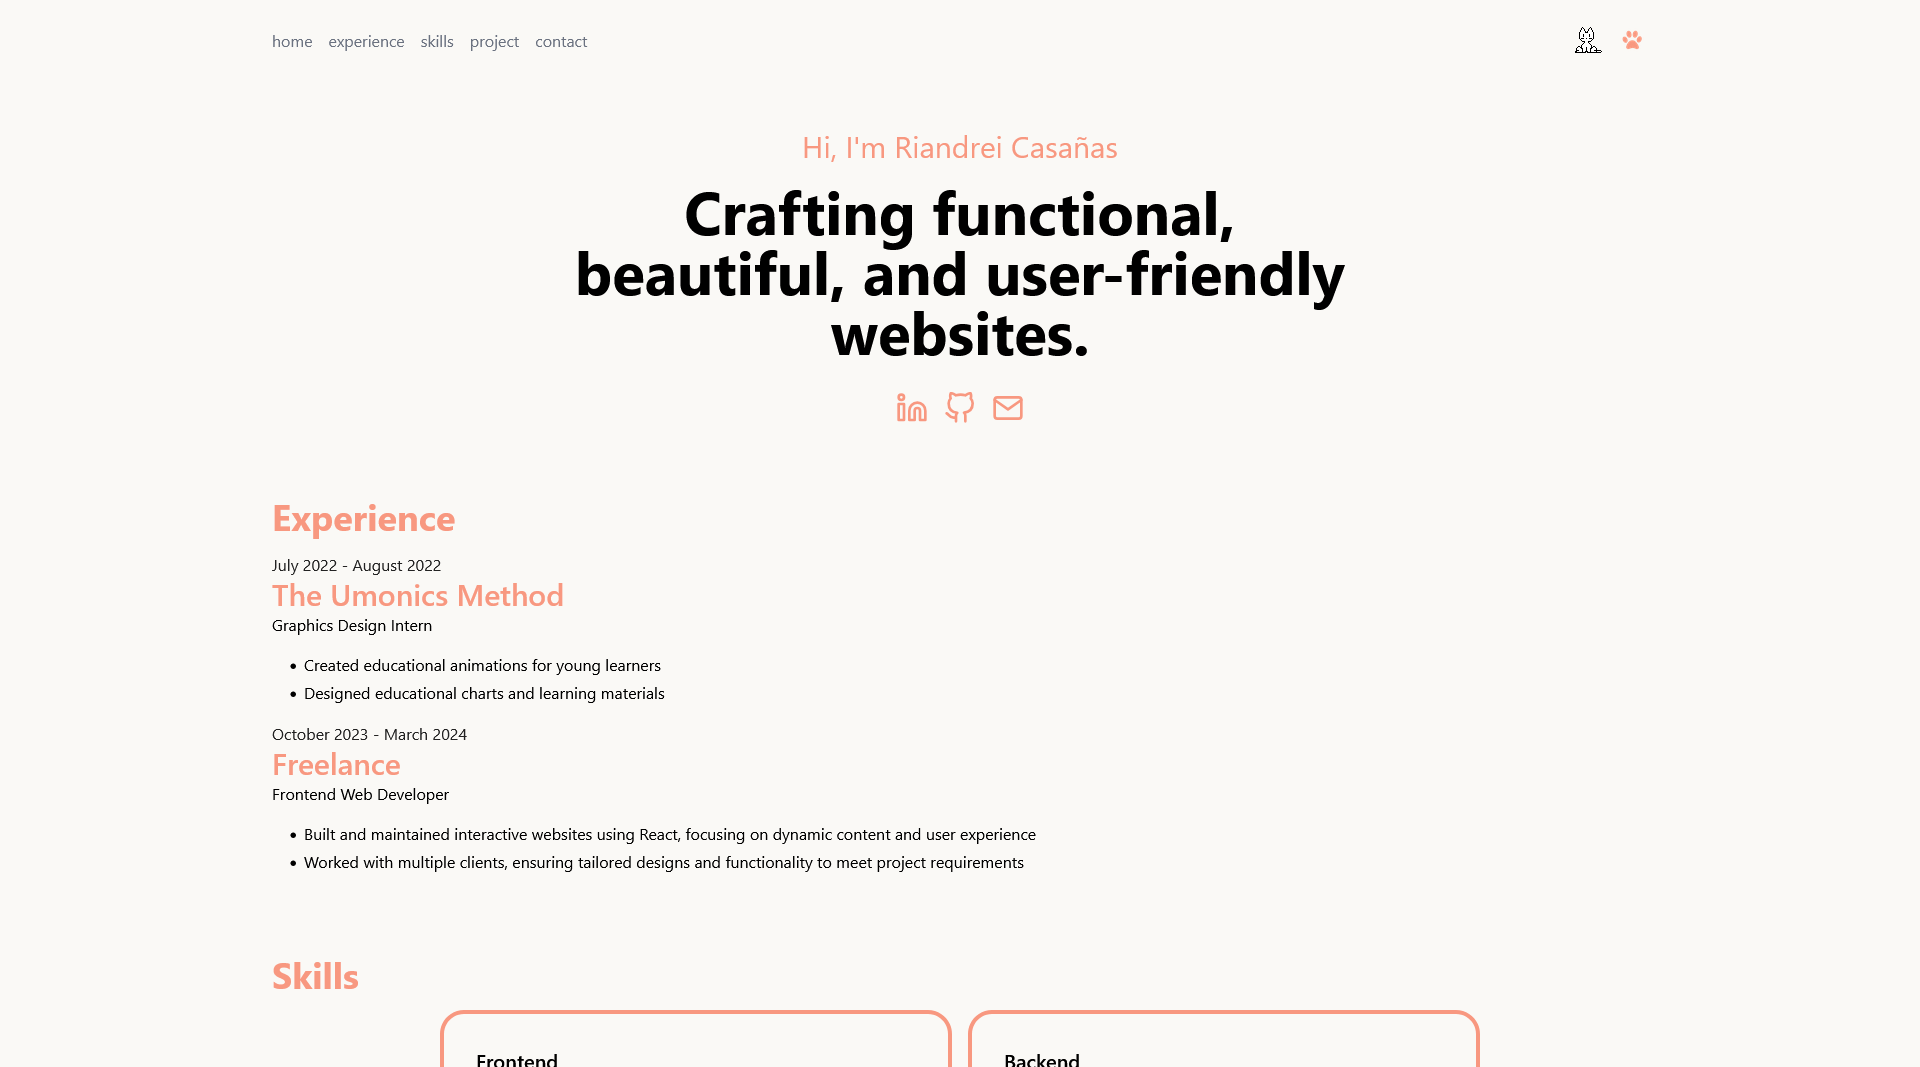 home experience skills project contact
Hi, I'm Riandrei Casañas
Crafting functional,
beautiful, and user-friendly
websites.
Experience
July 2022 - August 2022
The Umonics Method
Graphics Design Intern
• Created educational animations for young learners
• Designed educational charts and learning materials
October 2023 - March 2024
Freelance
Frontend Web Developer
• Built and maintained interactive websites using React, focusing on dynamic content and user experience
• Worked with multiple clients, ensuring tailored designs and functionality to meet project requirements
Skills
Frontend Backend